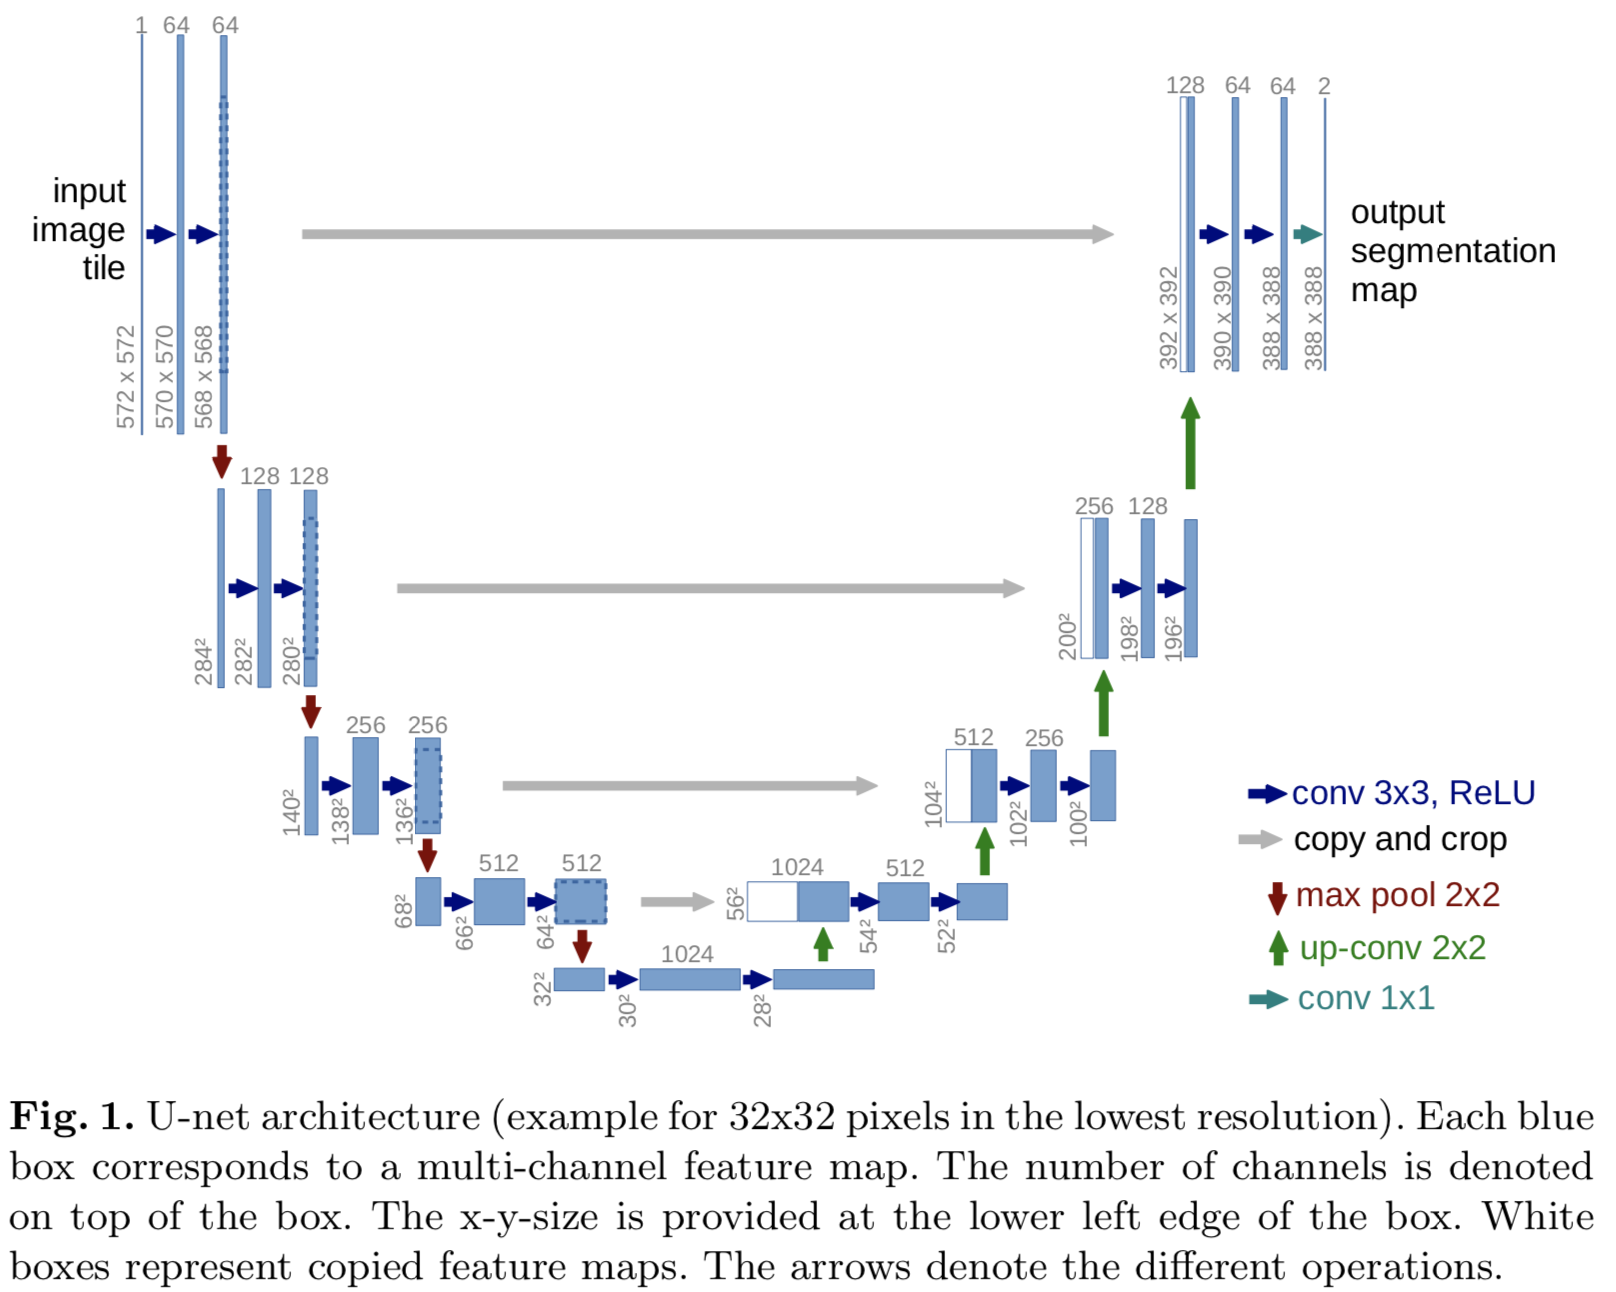 1 64 64
128 64 64 2
input
image
tile
output
segmentation
map
572 x 572
570 x 570
568 x 568
392 x 392
390 x 390
388 x 388
388 x 388
128 128
256 128
284²
282²
280²
200²
198²
196²
256 256
512 256
140²
138²
136²
104²
102²
100²
512 512
1024 512
68²
66²
64²
56²
54²
52²
1024
32²
30²
28²
conv 3x3, ReLU
copy and crop
max pool 2x2
up-conv 2x2
conv 1x1
Fig. 1. U-net architecture (example for 32x32 pixels in the lowest resolution). Each blue
box corresponds to a multi-channel feature map. The number of channels is denoted
on top of the box. The x-y-size is provided at the lower left edge of the box. White
boxes represent copied feature maps. The arrows denote the different operations.